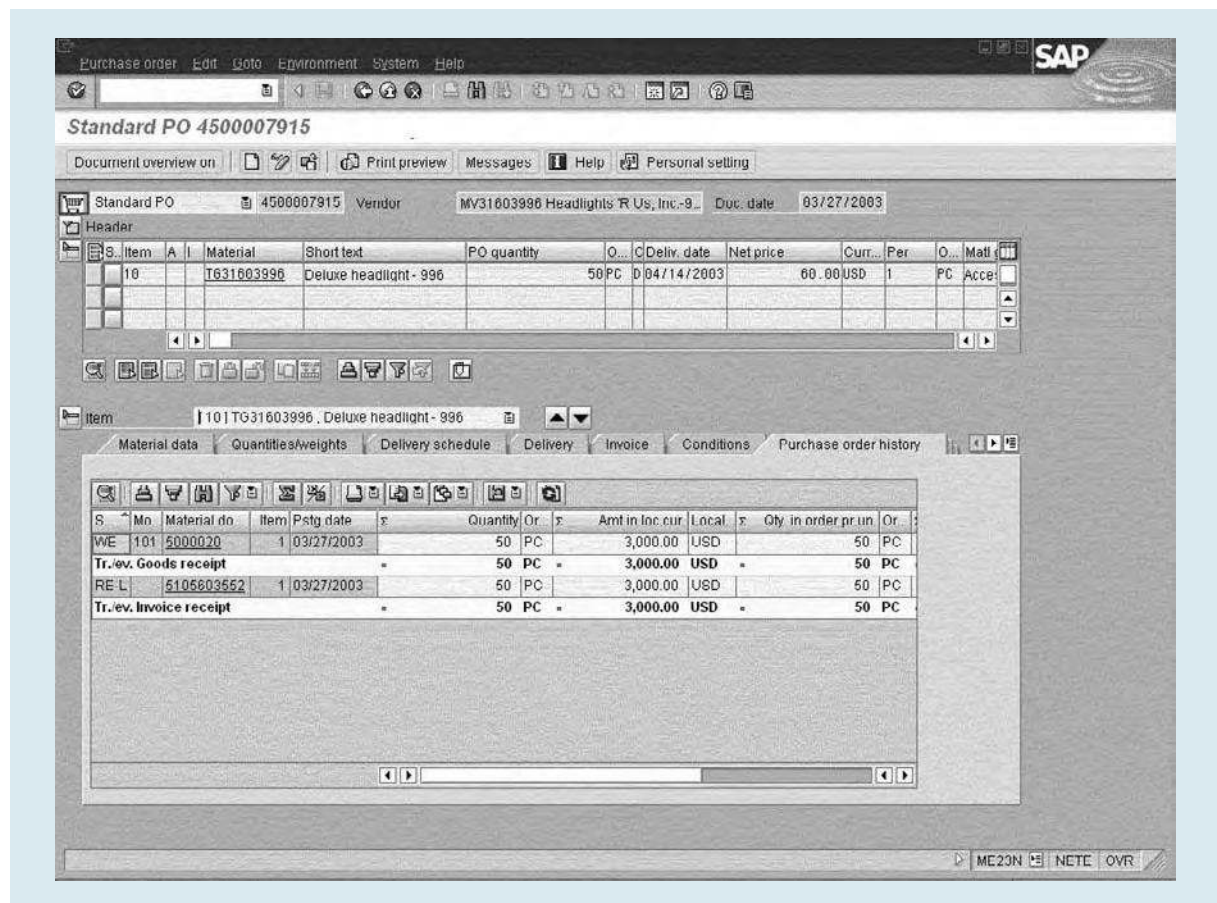 Purchase order Edit Goto Environment System Help
SAP
Standard PO 4500007915
Document overview on Print preview Messages Help Personal setting
Standard PO 4500007915 Vendor MV31603996 Headlights 'R Us, Inc.-9... Doc. date 03/27/2003
Header
S.. Item A I Material Short text PO quantity O... C Deliv. date Net price Curr... Per O... Matl
10 TG31603996 Deluxe headlight - 996 50 PC D 04/14/2003 60.00 USD 1 PC Acce
Item [ 10 ] TG31603996 , Deluxe headlight - 996
Material data Quantities/weights Delivery schedule Delivery Invoice Conditions Purchase order history
S. Mo Material do Item Pstg date Σ Quantity Or Σ Amt in loc.cur Local Σ Qty in order pr un Or
WE 101 5000020 1 03/27/2003 50 PC 3,000.00 USD 50 PC
Tr./ev. Goods receipt 50 PC 3,000.00 USD 50 PC
RE-L 5105603552 1 03/27/2003 50 PC 3,000.00 USD 50 PC
Tr./ev. Invoice receipt 50 PC 3,000.00 USD 50 PC
ME23N NETE OVR